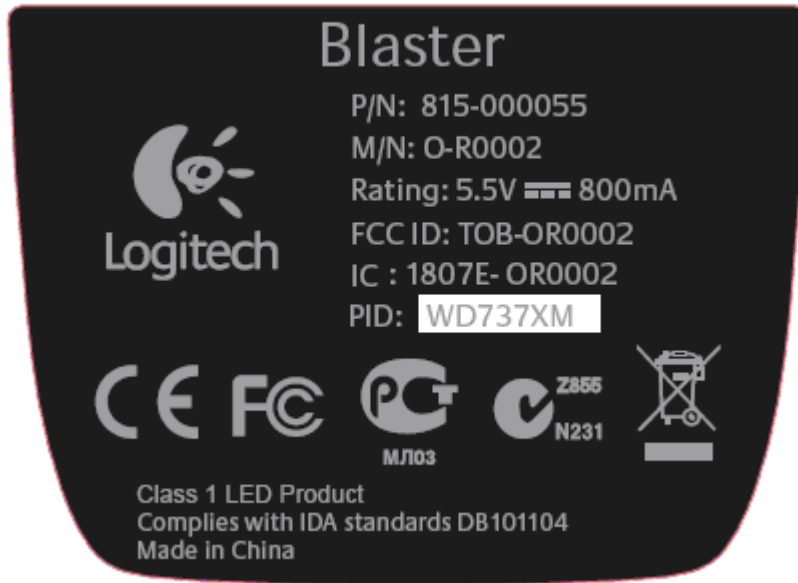 Blaster
P/N: 815-000055
M/N: O-R0002
Rating: 5.5V 800mA
FCC ID: TOB-OR0002
IC : 1807E- OR0002
PID: WD737XM
Logitech
CE FC PCT Z855
N231
МЛ03
Class 1 LED Product
Complies with IDA standards DB101104
Made in China